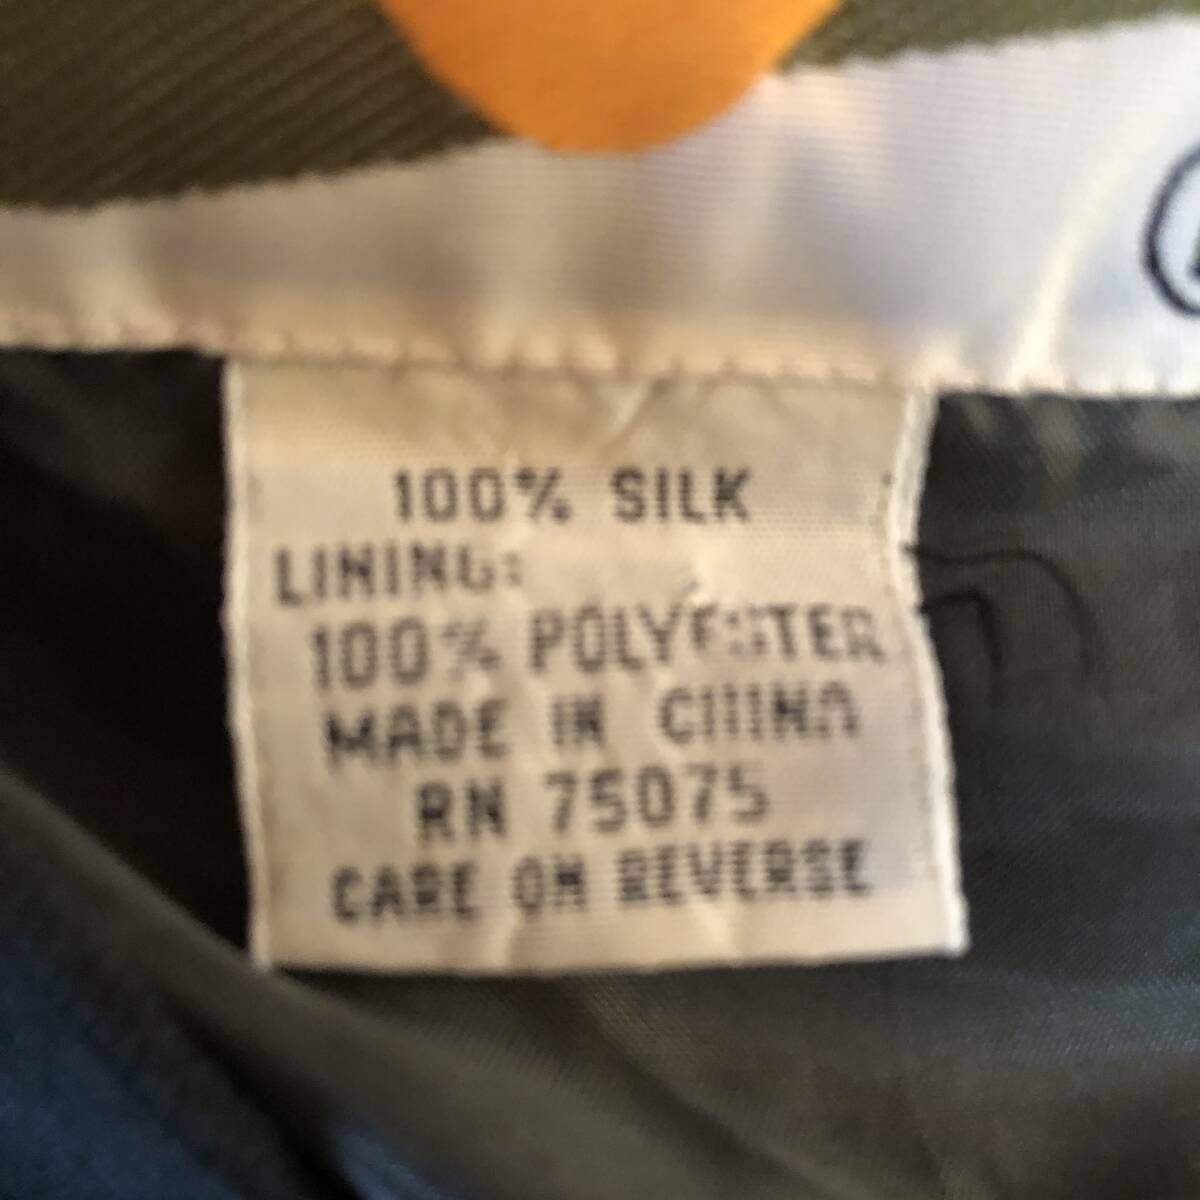 100% SILK
LINING:
100% POLYESTER
MADE IN CHINA
RN 75075
CARE ON REVERSE